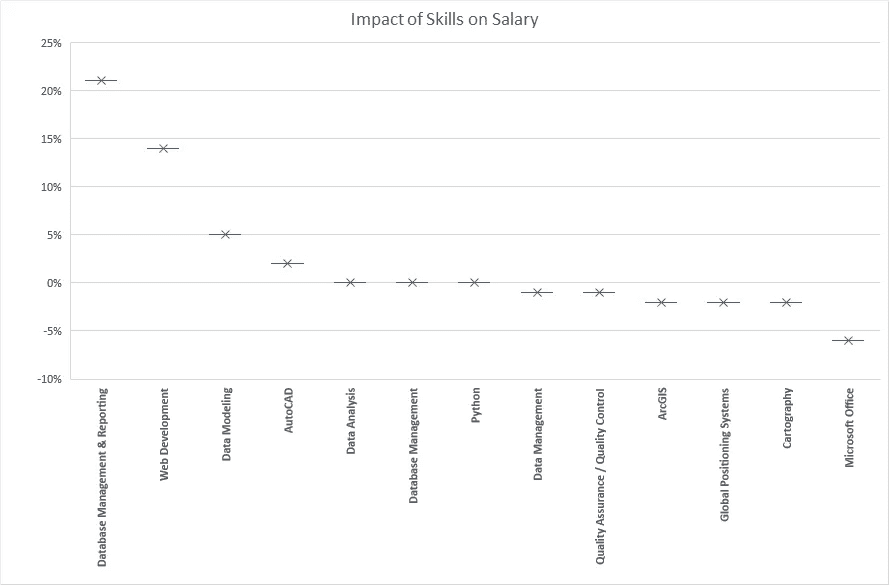 Impact of Skills on Salary
25%
20%
15%
10%
5%
0%
-5%
-10%
Database Management & Reporting
Web Development
Data Modeling
AutoCAD
Data Analysis
Database Management
Python
Data Management
Quality Assurance / Quality Control
ArcGIS
Global Positioning Systems
Cartography
Microsoft Office